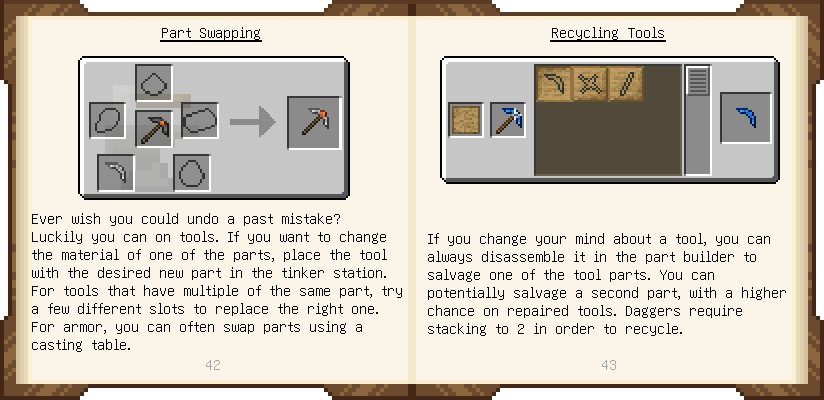 Part Swapping
Ever wish you could undo a past mistake?
Luckily you can on tools. If you want to change
the material of one of the parts, place the tool
with the desired new part in the tinker station.
For tools that have multiple of the same part, try
a few different slots to replace the right one.
For armor, you can often swap parts using a
casting table.
42
Recycling Tools
If you change your mind about a tool, you can
always disassemble it in the part builder to
salvage one of the tool parts. You can
potentially salvage a second part, with a higher
chance on repaired tools. Daggers require
stacking to 2 in order to recycle.
43